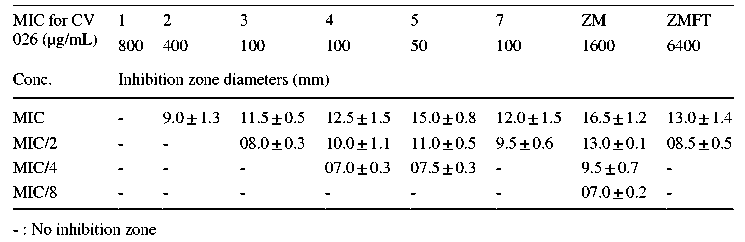 MIC for CV 1 2 3 4 5 7 ZM ZMFT
026 (µg/mL) 800 400 100 100 50 100 1600 6400
Conc. Inhibition zone diameters (mm)
MIC - 9.0 ± 1.3 11.5 ± 0.5 12.5 ± 1.5 15.0 ± 0.8 12.0 ± 1.5 16.5 ± 1.2 13.0 ± 1.4
MIC/2 - - 08.0 ± 0.3 10.0 ± 1.1 11.0 ± 0.5 9.5 ± 0.6 13.0 ± 0.1 08.5 ± 0.5
MIC/4 - - - 07.0 ± 0.3 07.5 ± 0.3 - 9.5 ± 0.7 -
MIC/8 - - - - - - 07.0 ± 0.2 -
- : No inhibition zone